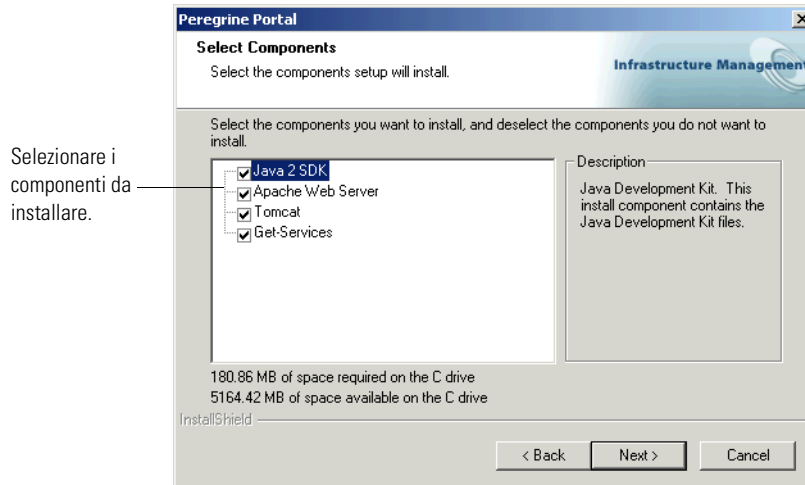 Peregrine Portal
Select Components
Select the components setup will install.
Infrastructure Management
Select the components you want to install, and deselect the components you do not want to
install.
Selezionare i
componenti da
installare.
Java 2 SDK
Apache Web Server
Tomcat
Get-Services
Description
Java Development Kit. This
install component contains the
Java Development Kit files.
180.86 MB of space required on the C drive
5164.42 MB of space available on the C drive
InstallShield
< Back
Next >
Cancel